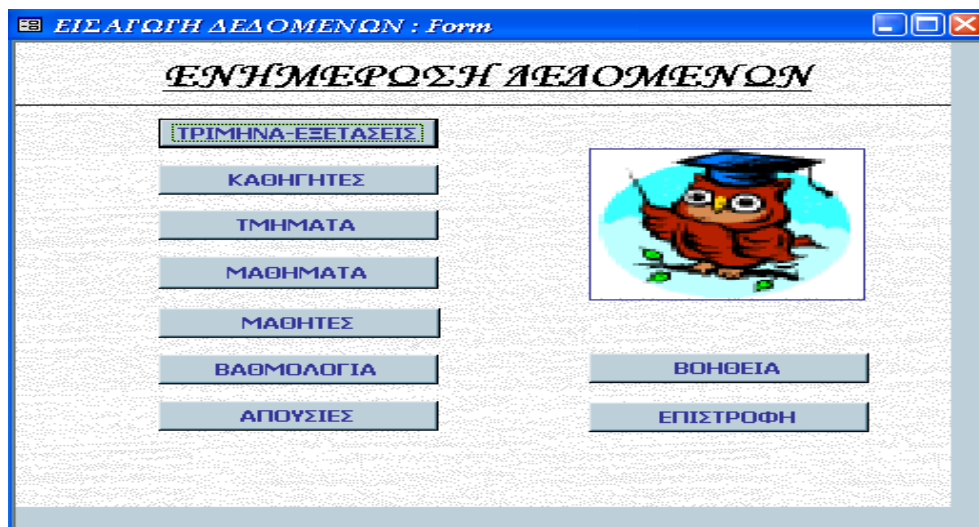 ΕΙΣΑΓΩΓΗ ΔΕΔΟΜΕΝΩΝ : Form
ΕΝΗΜΕΡΩΣΗ ΔΕΔΟΜΕΝΩΝ
ΤΡΙΜΗΝΑ-ΕΞΕΤΑΣΕΙΣ
ΚΑΘΗΓΗΤΕΣ
ΤΜΗΜΑΤΑ
ΜΑΘΗΜΑΤΑ
ΜΑΘΗΤΕΣ
ΒΑΘΜΟΛΟΓΙΑ
ΑΠΟΥΣΙΕΣ
ΒΟΗΘΕΙΑ
ΕΠΙΣΤΡΟΦΗ